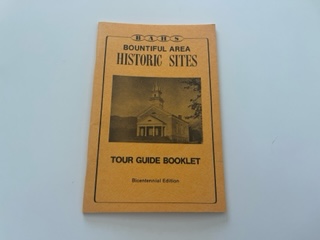 BAHS
BOUNTIFUL AREA
HISTORIC SITES
TOUR GUIDE BOOKLET
Bicentennial Edition